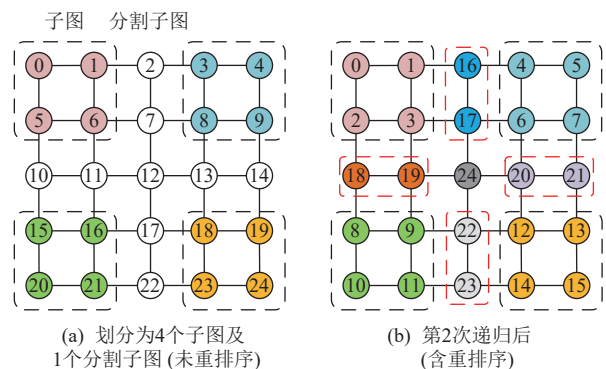 子图 分割子图
0 1 2 3 4
5 6 7 8 9
10 11 12 13 14
15 16 17 18 19
20 21 22 23 24
(a) 划分为4个子图及
1个分割子图 (未重排序)
0 1 16 4 5
2 3 17 6 7
18 19 24 20 21
8 9 22 12 13
10 11 23 14 15
(b) 第2次递归后
(含重排序)